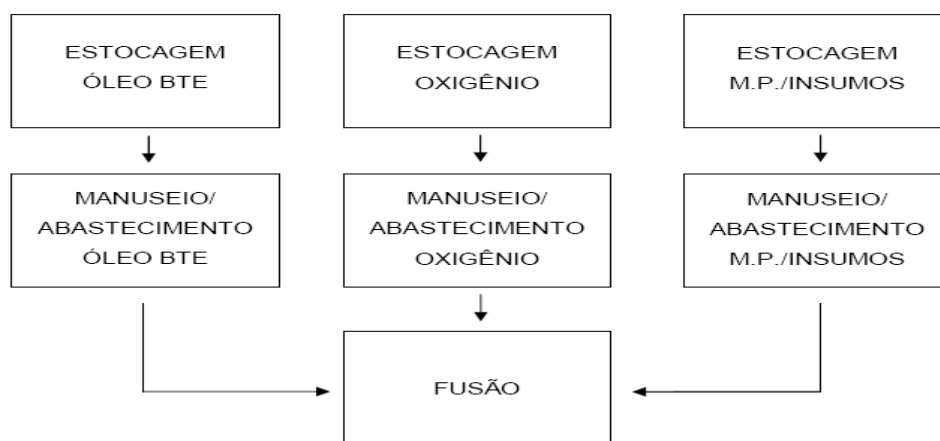 ESTOCAGEM
ÓLEO BTE
ESTOCAGEM
OXIGÊNIO
ESTOCAGEM
M.P./INSUMOS
MANUSEIO/
ABASTECIMENTO
ÓLEO BTE
MANUSEIO/
ABASTECIMENTO
OXIGÊNIO
MANUSEIO/
ABASTECIMENTO
M.P./INSUMOS
FUSÃO